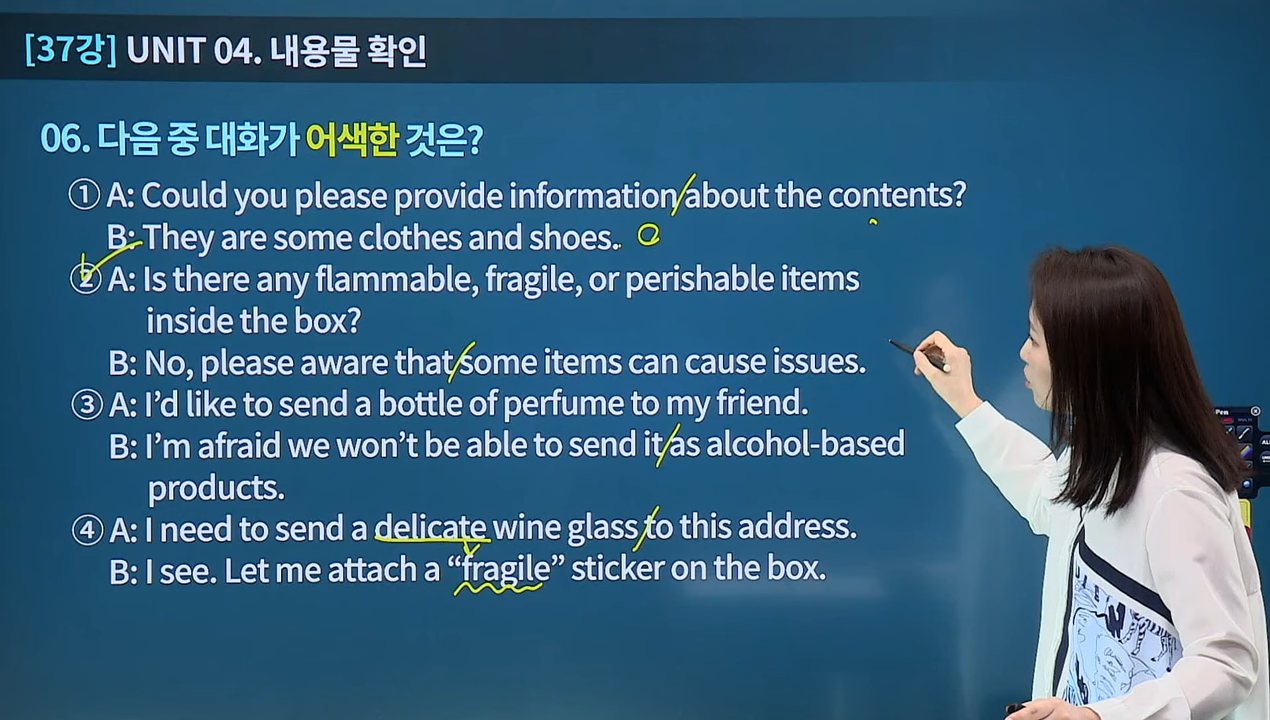 [37강] UNIT 04. 내용물 확인
06. 다음 중 대화가 어색한 것은?
① A: Could you please provide information about the contents?
B: They are some clothes and shoes.
② A: Is there any flammable, fragile, or perishable items
inside the box?
B: No, please aware that some items can cause issues.
③ A: I'd like to send a bottle of perfume to my friend.
B: I'm afraid we won't be able to send it as alcohol-based
products.
④ A: I need to send a delicate wine glass to this address.
B: I see. Let me attach a “fragile” sticker on the box.
Pen